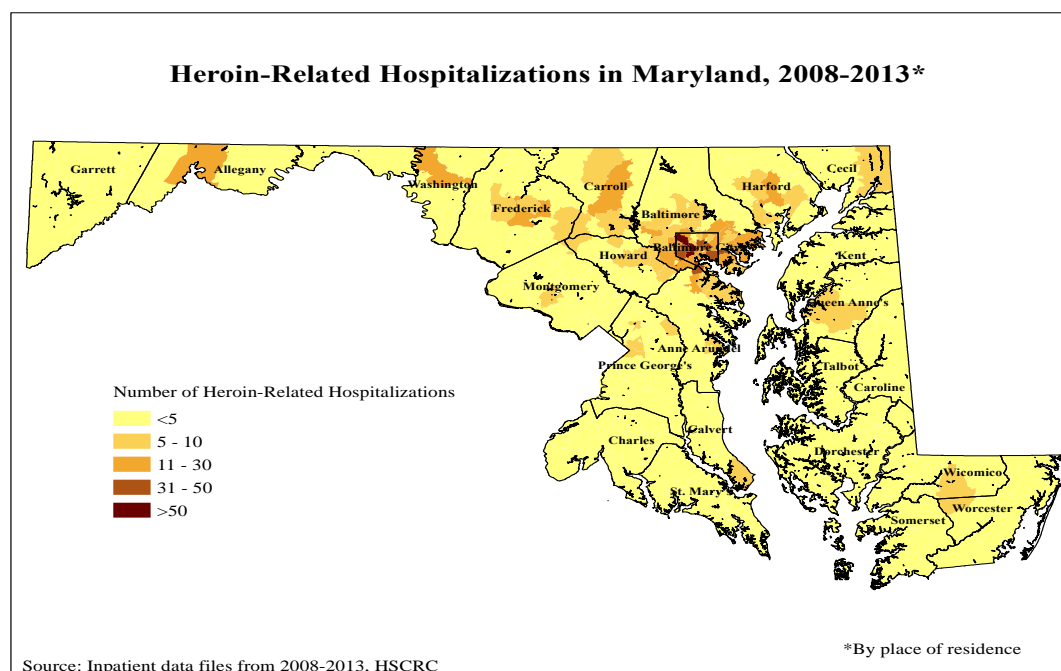 Heroin-Related Hospitalizations in Maryland, 2008-2013*
Garrett
Allegany
Washington
Frederick
Carroll
Baltimore
Harford
Cecil
Baltimore City
Howard
Kent
Montgomery
Queen Anne's
Anne Arundel
Prince George's
Talbot
Caroline
Number of Heroin-Related Hospitalizations
<5
5 - 10
11 - 30
31 - 50
>50
Calvert
Charles
Dorchester
St. Mary's
Wicomico
Worcester
Somerset
*By place of residence
Source: Inpatient data files from 2008-2013, HSCRC